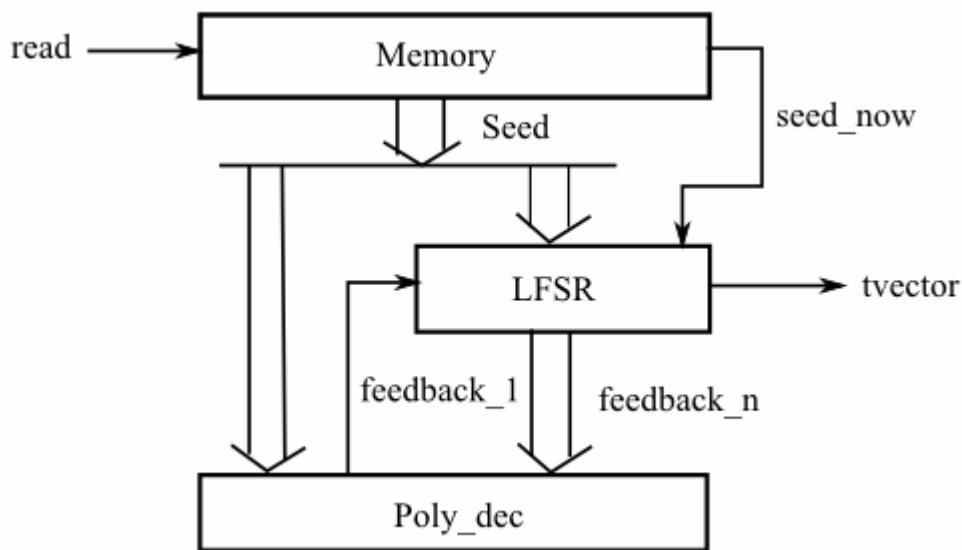 read
Memory
Seed
seed_now
LFSR
tvector
feedback_1
feedback_n
Poly_dec